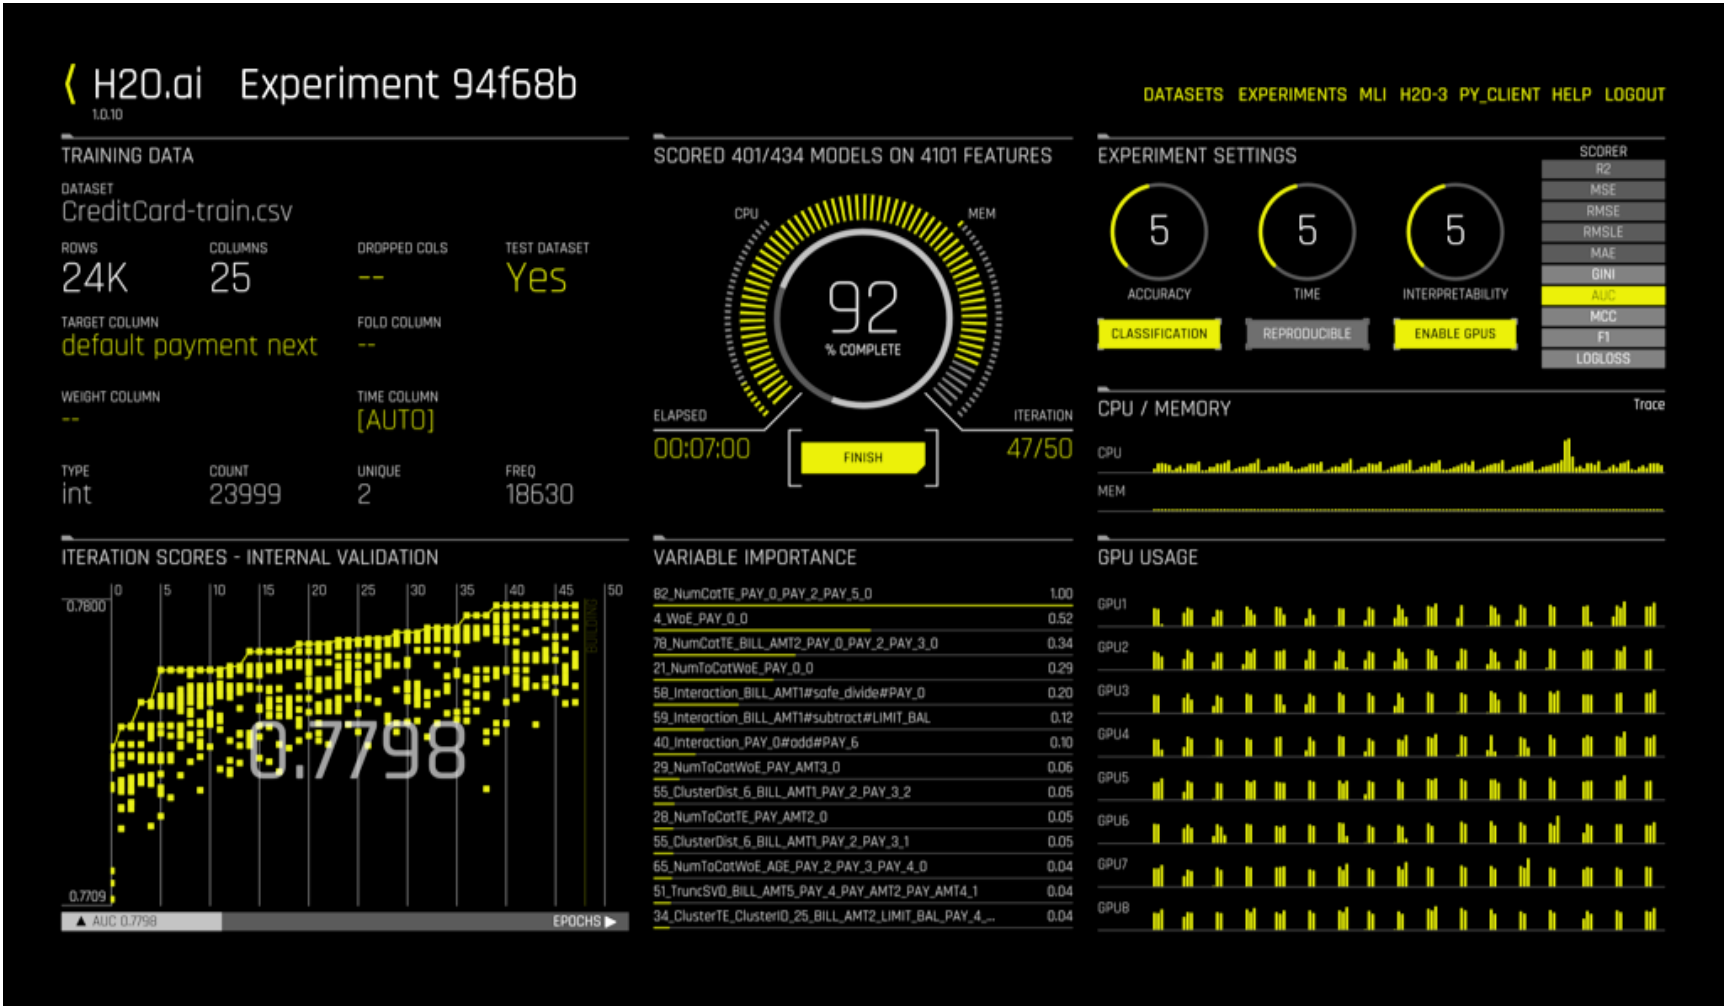 H2O.ai Experiment 94f68b
1.0.10
DATASETS EXPERIMENTS MLI H2O-3 PY_CLIENT HELP LOGOUT
TRAINING DATA
DATASET
CreditCard-train.csv
ROWS COLUMNS DROPPED COLS TEST DATASET
24K 25 -- Yes
TARGET COLUMN FOLD COLUMN
default payment next --
WEIGHT COLUMN TIME COLUMN
-- [AUTO]
TYPE COUNT UNIQUE FREQ
int 23999 2 18630
SCORED 401/434 MODELS ON 4101 FEATURES
CPU MEM
92
% COMPLETE
ELAPSED ITERATION
00:07:00 47/50
FINISH
EXPERIMENT SETTINGS
5 5 5
ACCURACY TIME INTERPRETABILITY
CLASSIFICATION REPRODUCIBLE ENABLE GPUS
SCORER
R2
MSE
RMSE
RMSLE
MAE
GINI
AUC
MCC
F1
LOGLOSS
CPU / MEMORY Trace
CPU
MEM
ITERATION SCORES - INTERNAL VALIDATION
0 5 10 15 20 25 30 35 40 45 50
0.7800
BUILDING
0.7798
0.7709
▲ AUC 0.7798 EPOCHS ▶
VARIABLE IMPORTANCE
82_NumCatTE_PAY_0_PAY_2_PAY_5_0 1.00
4_WoE_PAY_0_0 0.52
78_NumCatTE_BILL_AMT2_PAY_0_PAY_2_PAY_3_0 0.34
21_NumToCatWoE_PAY_0_0 0.29
58_Interaction_BILL_AMT1#safe_divide#PAY_0 0.20
59_Interaction_BILL_AMT1#subtract#LIMIT_BAL 0.12
40_Interaction_PAY_0#add#PAY_6 0.10
29_NumToCatWoE_PAY_AMT3_0 0.06
55_ClusterDist_6_BILL_AMT1_PAY_2_PAY_3_2 0.05
28_NumToCatTE_PAY_AMT2_0 0.05
55_ClusterDist_6_BILL_AMT1_PAY_2_PAY_3_1 0.05
65_NumToCatWoE_AGE_PAY_2_PAY_3_PAY_4_0 0.04
51_TruncSVD_BILL_AMT5_PAY_4_PAY_AMT2_PAY_AMT4_1 0.04
34_ClusterTE_ClusterID_25_BILL_AMT2_LIMIT_BAL_PAY_4_... 0.04
GPU USAGE
GPU1
GPU2
GPU3
GPU4
GPU5
GPU6
GPU7
GPU8